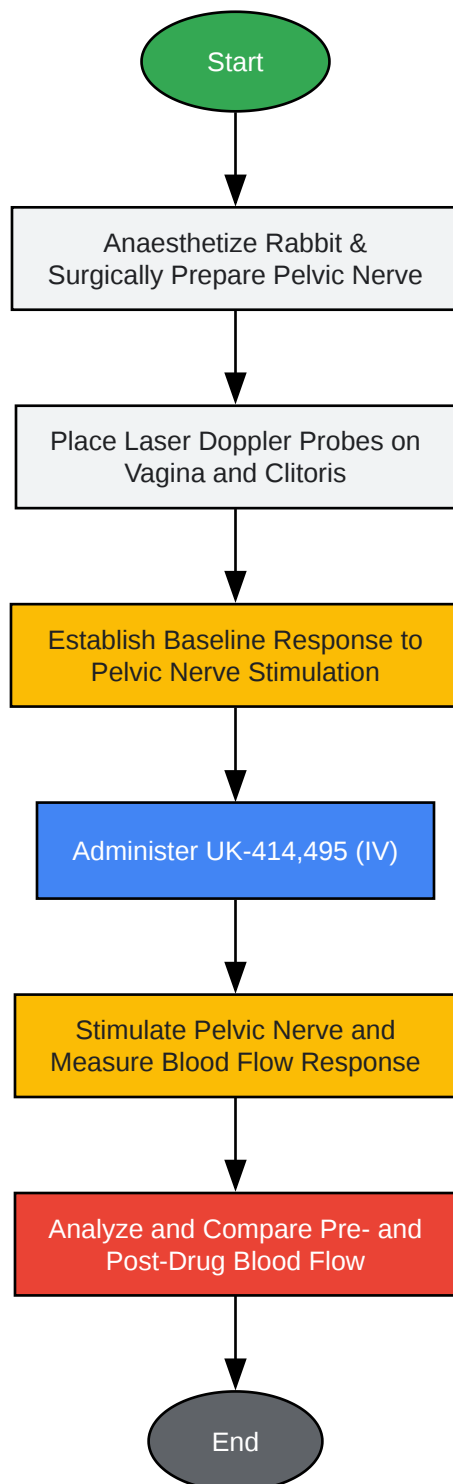 Start
Anaesthetize Rabbit &
Surgically Prepare Pelvic Nerve
Place Laser Doppler Probes on
Vagina and Clitoris
Establish Baseline Response to
Pelvic Nerve Stimulation
Administer UK-414,495 (IV)
Stimulate Pelvic Nerve and
Measure Blood Flow Response
Analyze and Compare Pre- and
Post-Drug Blood Flow
End